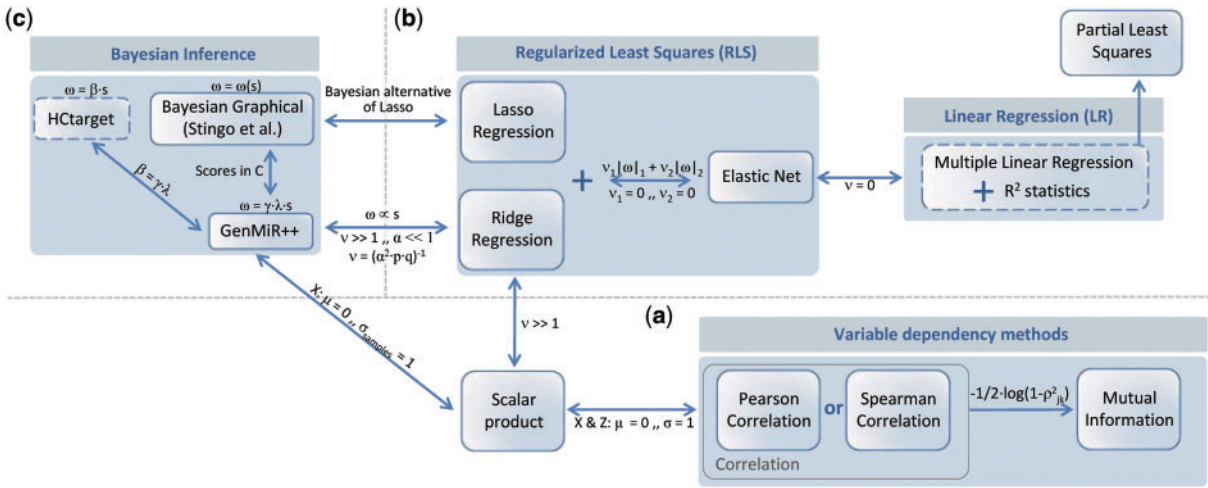 (c)
Bayesian Inference
ω = β·s
HCtarget
ω = ω(s)
Bayesian Graphical
(Stingo et al.)
Scores in C
β = γ·λ
ω = γ·λ·s
GenMiR++
Bayesian alternative
of Lasso
ω ∝ s
ν >> 1 ,, α << 1
ν = (α²·p·q)⁻¹
(b)
Regularized Least Squares (RLS)
Lasso
Regression
Ridge
Regression
+
ν₁|ω|₁ + ν₂|ω|₂
ν₁ = 0 ,, ν₂ = 0
Elastic Net
ν = 0
Partial Least
Squares
Linear Regression (LR)
Multiple Linear Regression
+ R² statistics
X: μ = 0 ,, σsamples = 1
ν >> 1
Scalar
product
X & Z: μ = 0 ,, σ = 1
(a)
Variable dependency methods
Pearson
Correlation
or
Spearman
Correlation
Correlation
-1/2·log(1-ρ²jk)
Mutual
Information